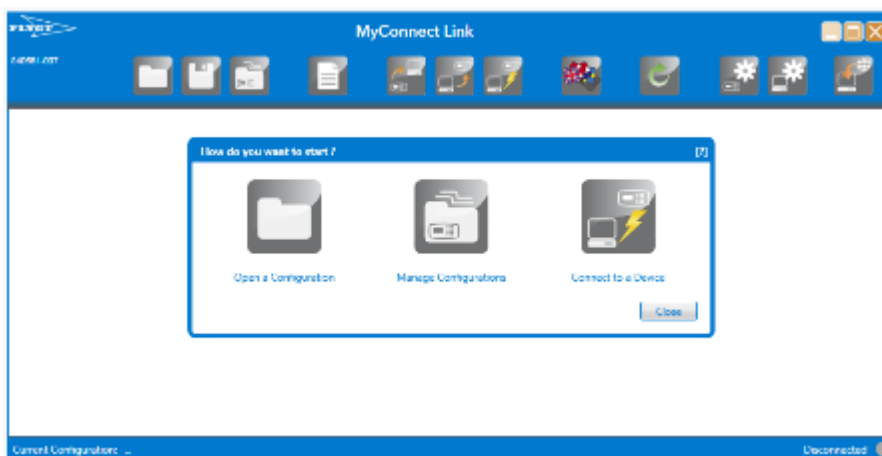 FLYGT
MyConnect Link
How do you want to start ?
[?]
Open a Configuration
Manage Configurations
Connect to a Device
Close
Current Configuration: _
Disconnected